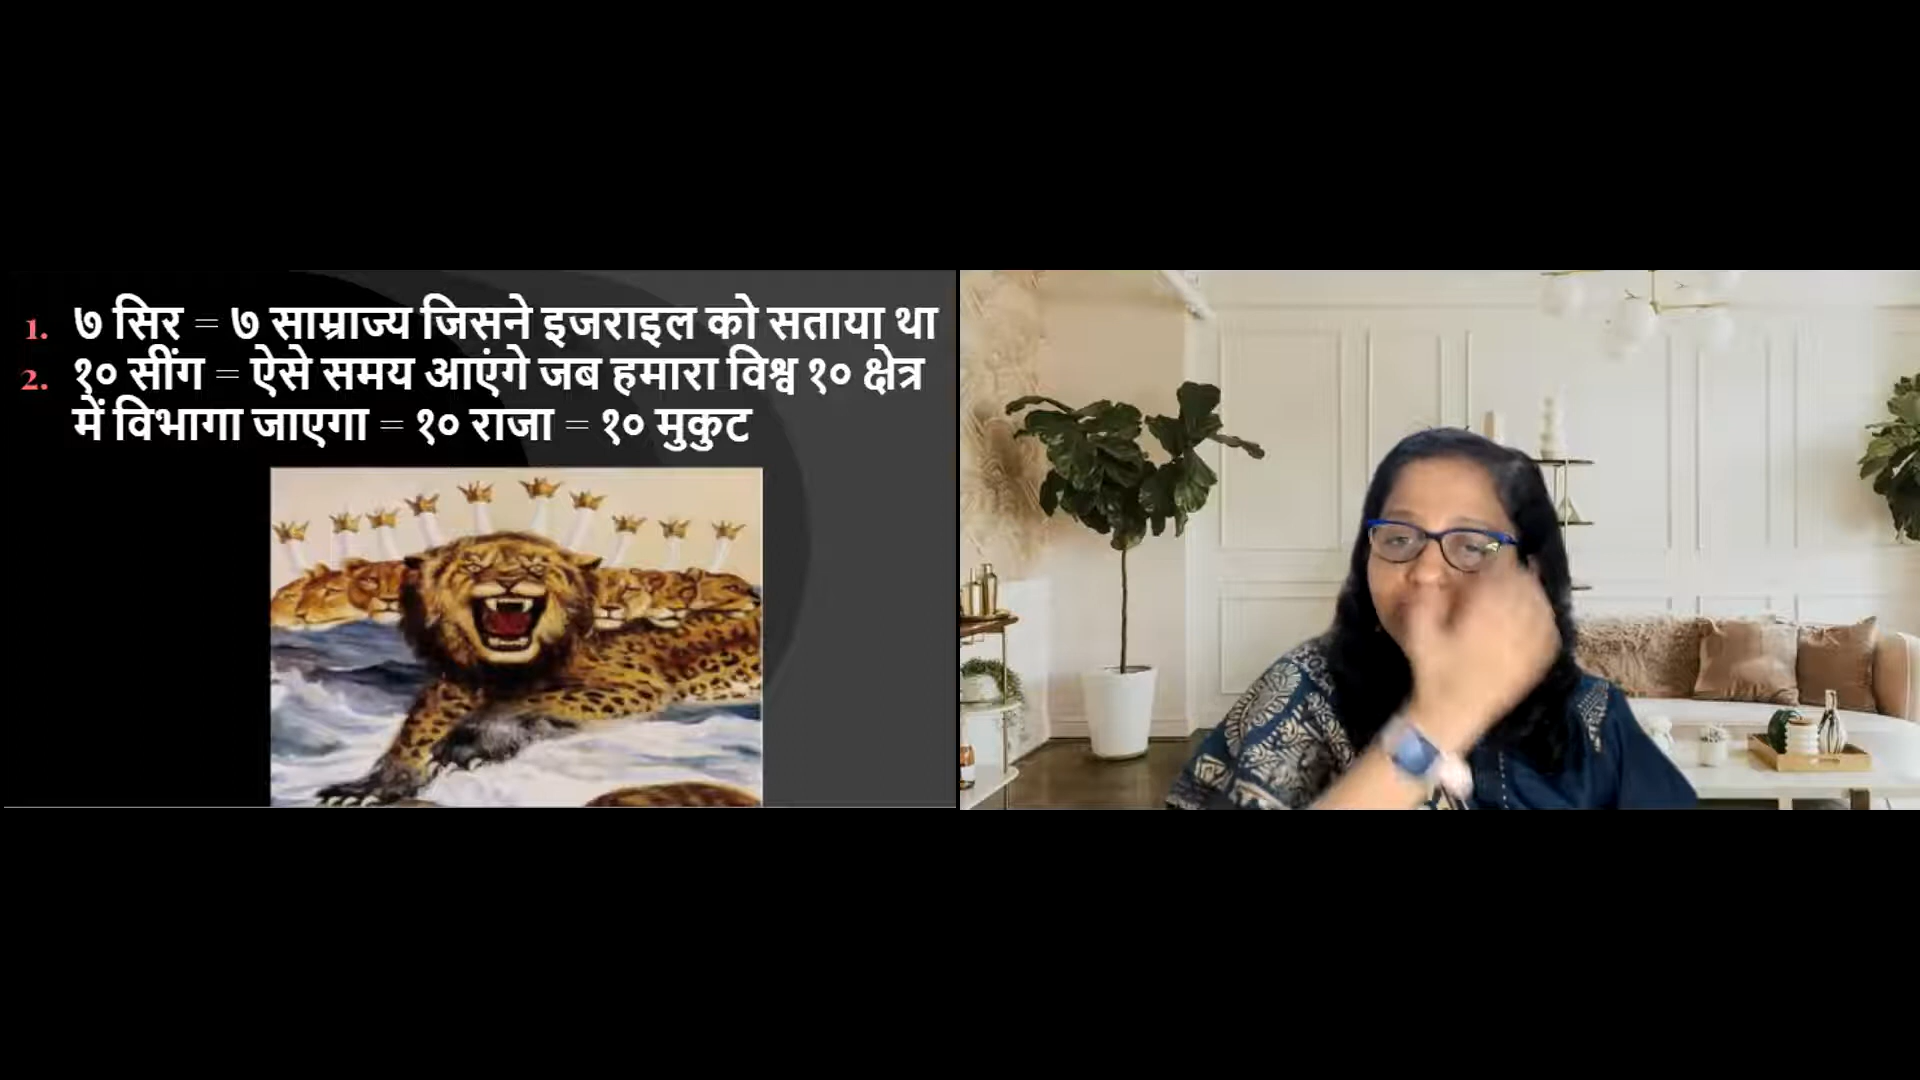 1. ७ सिर = ७ साम्राज्य जिसने इजराइल को सताया था
2. १० सींग = ऐसे समय आएंगे जब हमारा विश्व १० क्षेत्र
में विभागा जाएगा = १० राजा = १० मुकुट